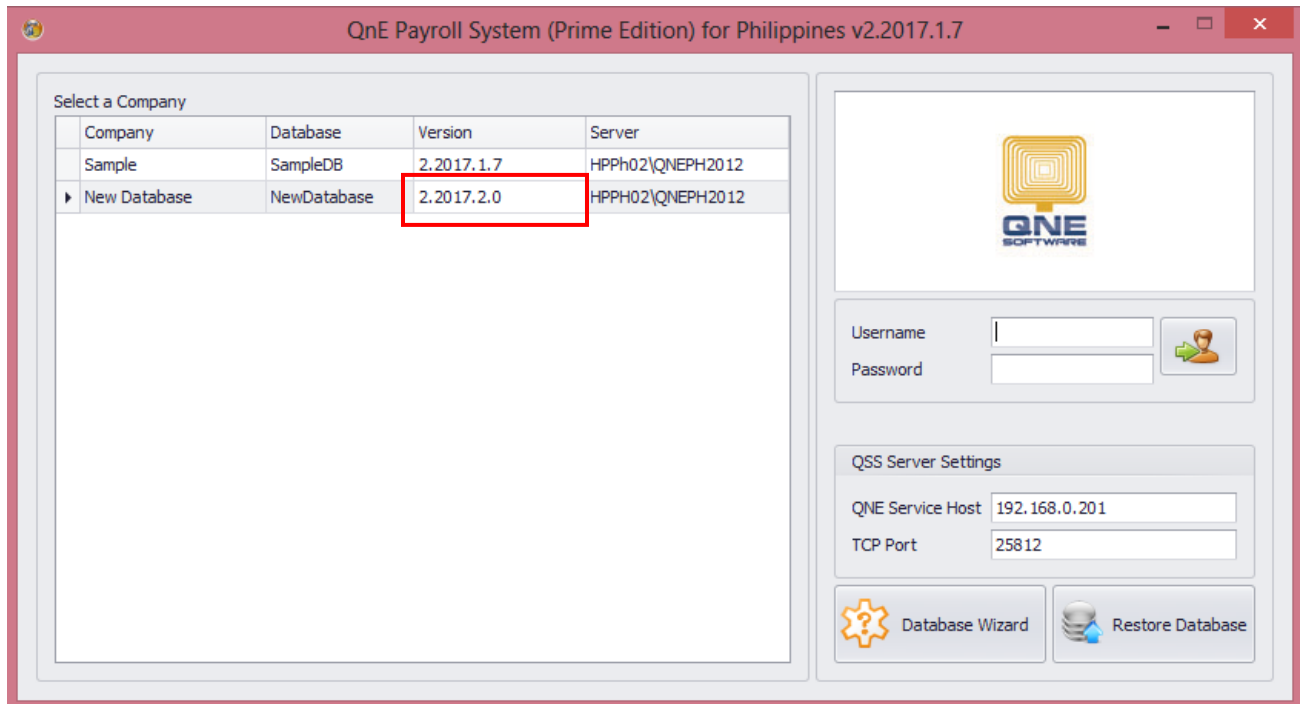 QnE Payroll System (Prime Edition) for Philippines v2.2017.1.7
Select a Company
Company Database Version Server
Sample SampleDB 2.2017.1.7 HPPh02\QNEPH2012
New Database NewDatabase 2.2017.2.0 HPPH02\QNEPH2012
QNE
SOFTWARE
Username
Password
QSS Server Settings
QNE Service Host 192.168.0.201
TCP Port 25812
Database Wizard Restore Database